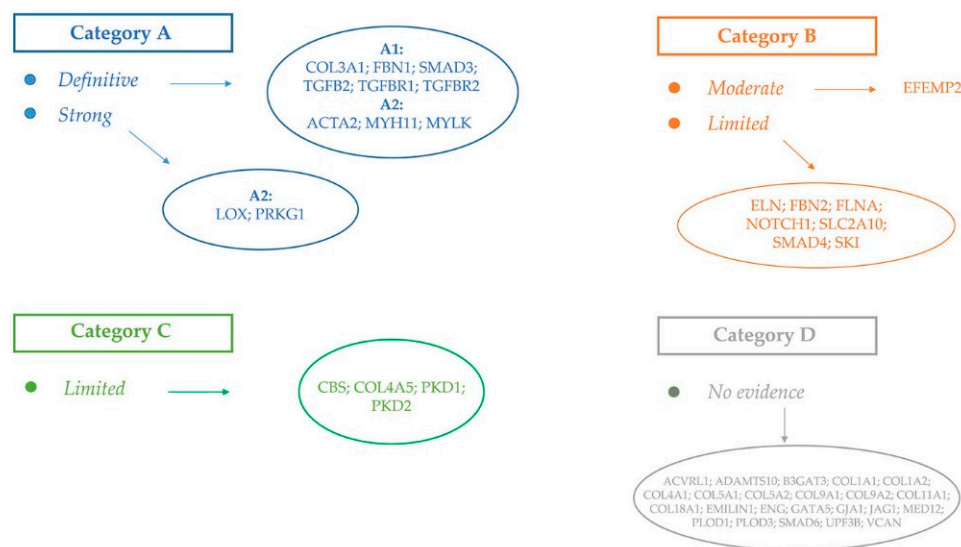 Category A
Definitive
Strong
A1:
COL3A1; FBN1; SMAD3;
TGFB2; TGFBR1; TGFBR2
A2:
ACTA2; MYH11; MYLK
A2:
LOX; PRKG1
Category B
Moderate
EFEMP2
Limited
ELN; FBN2; FLNA;
NOTCH1; SLC2A10;
SMAD4; SKI
Category C
Limited
CBS; COL4A5; PKD1;
PKD2
Category D
No evidence
ACVRL1; ADAMTS10; B3GAT3; COL1A1; COL1A2;
COL4A1; COL5A1; COL5A2; COL9A1; COL9A2; COL11A1;
COL18A1; EMILIN1; ENG; GATA5; GJA1; JAG1; MED12;
PLOD1; PLOD3; SMAD6; UPF3B; VCAN